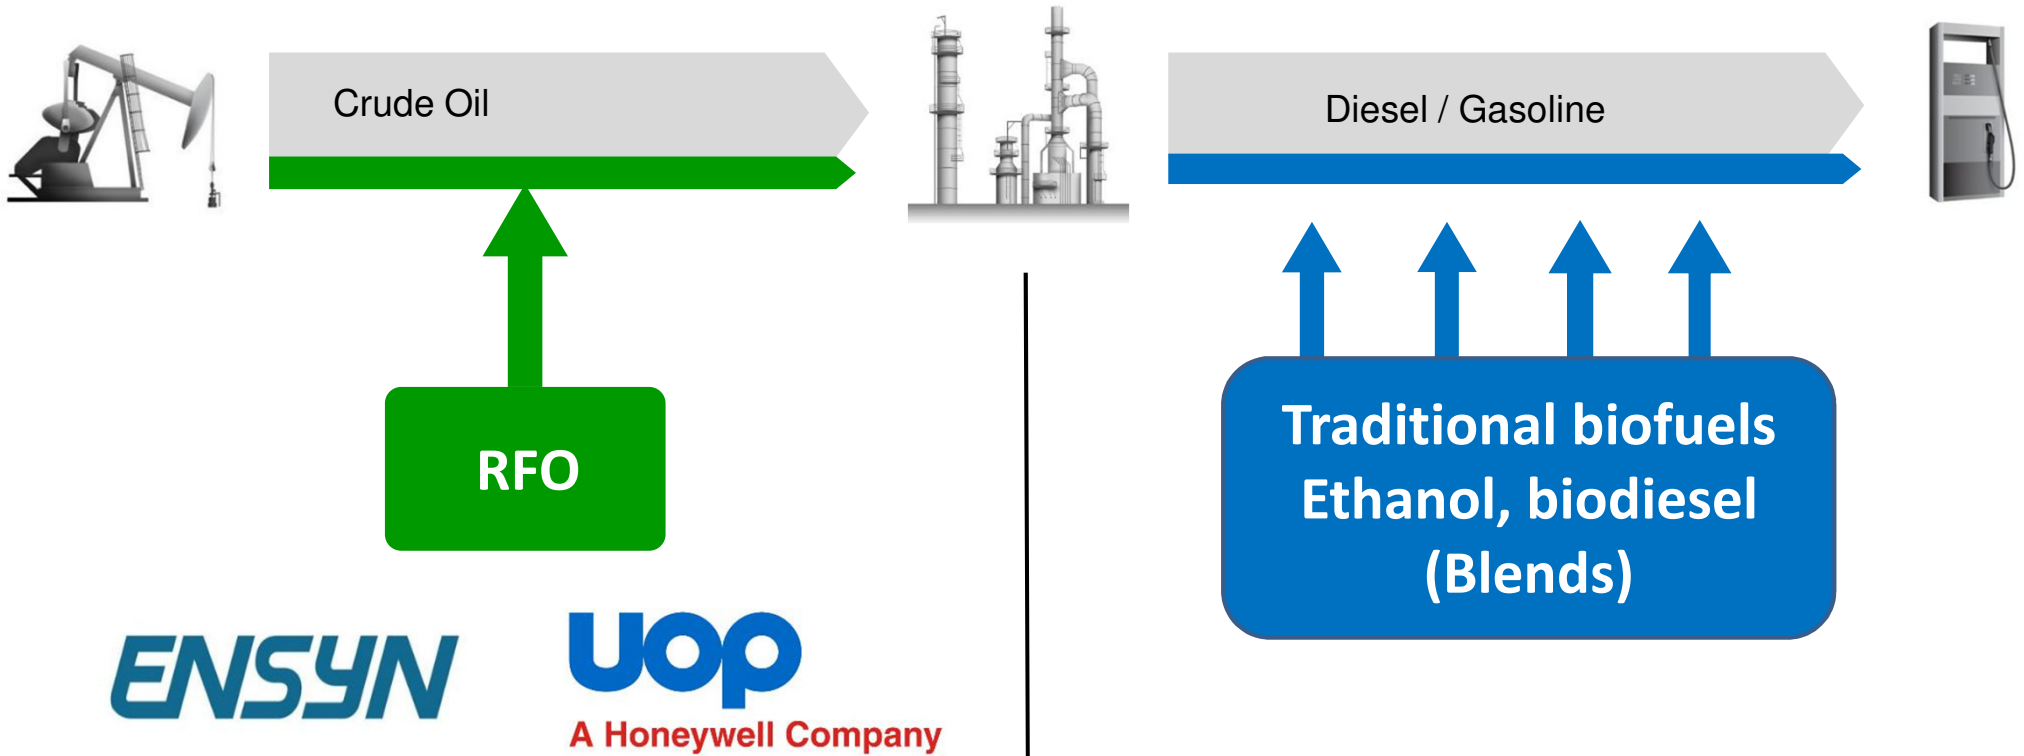 Crude Oil
Diesel / Gasoline
RFO
Traditional biofuels
Ethanol, biodiesel
(Blends)
ENSYN
uop
A Honeywell Company